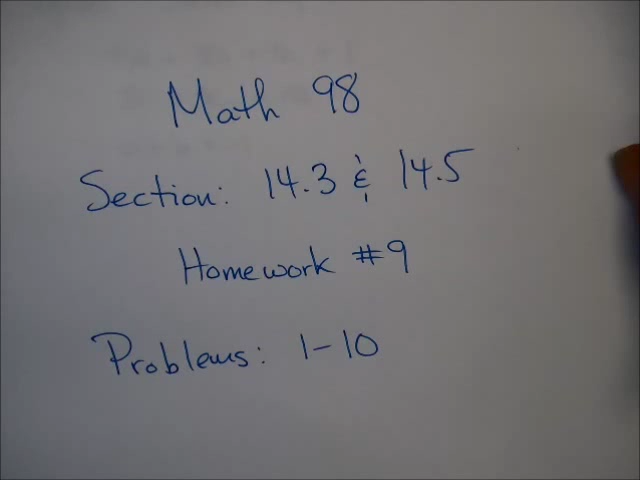 Math 98
Section: 14.3 & 14.5
Homework #9
Problems: 1-10